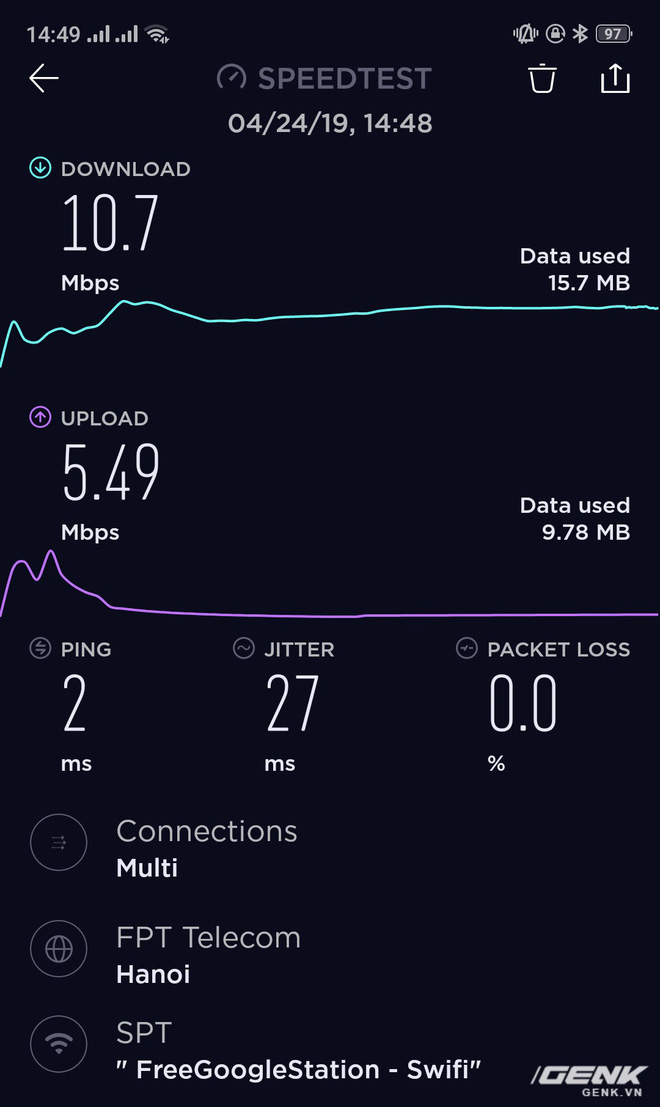 14:49 97
SPEEDTEST
04/24/19, 14:48
DOWNLOAD
10.7
Mbps
Data used
15.7 MB
UPLOAD
5.49
Mbps
Data used
9.78 MB
PING JITTER PACKET LOSS
2 27 0.0
ms ms %
Connections
Multi
FPT Telecom
Hanoi
SPT
" FreeGoogleStation - Swifi"
GENK
GENK.VN